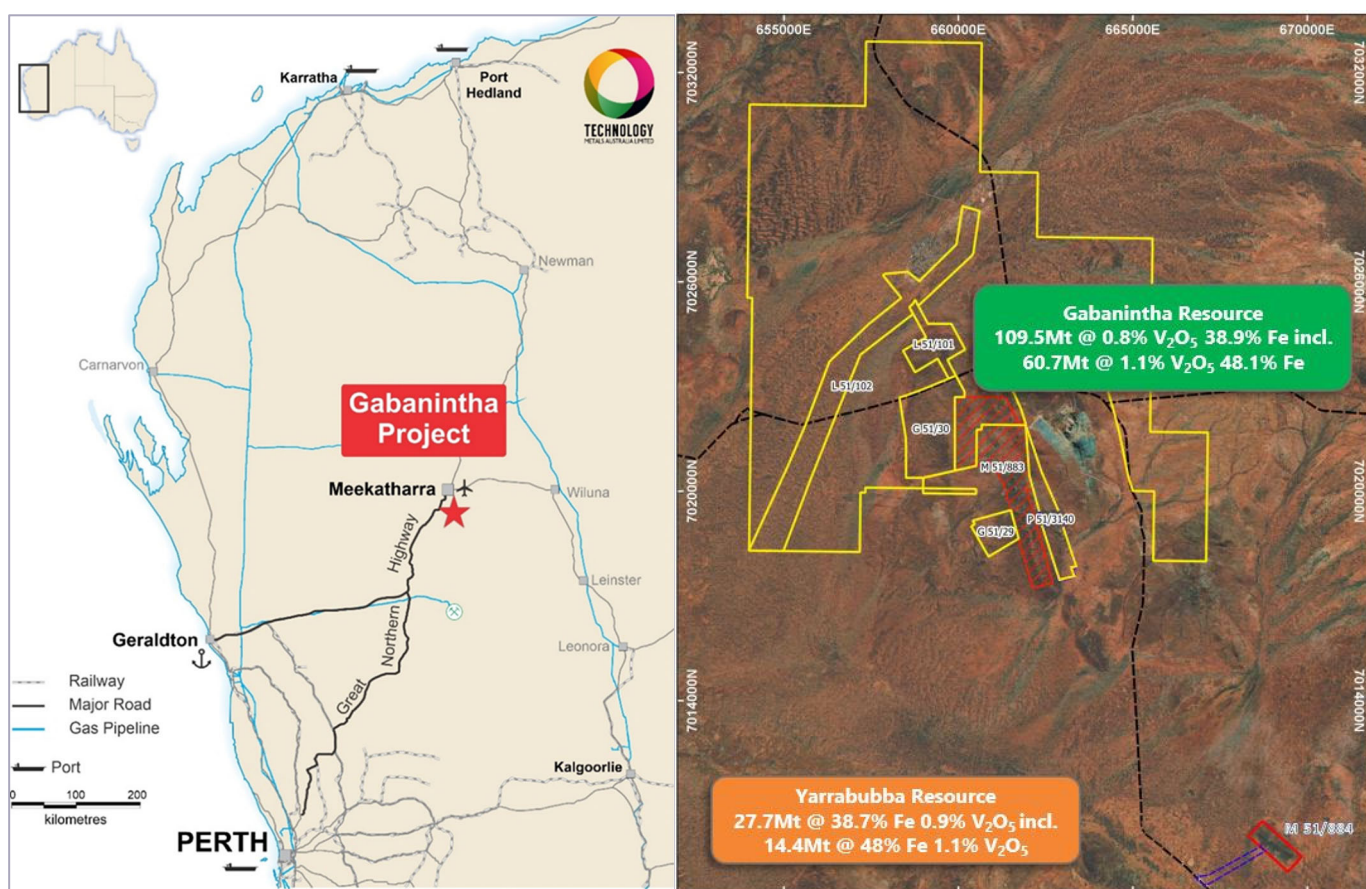 Karratha
Port
Hedland
TECHNOLOGY
METALS AUSTRALIA LIMITED
Newman
Carnarvon
Gabanintha
Project
Meekatharra
Wiluna
Highway
Northern
Great
Leinster
Geraldton
Leonora
Railway
Major Road
Gas Pipeline
Port
0 100 200
kilometres
Kalgoorlie
PERTH
655000E 660000E 665000E 670000E
7032000N 7032000N
7026000N 7026000N
Gabanintha Resource
109.5Mt @ 0.8% V₂O₅ 38.9% Fe incl.
60.7Mt @ 1.1% V₂O₅ 48.1% Fe
L 51/101
L 51/102
G 51/30
M 51/883
7020000N 7020000N
G 51/29
P 51/3140
7014000N 7014000N
Yarrabubba Resource
27.7Mt @ 38.7% Fe 0.9% V₂O₅ incl.
14.4Mt @ 48% Fe 1.1% V₂O₅
M 51/884